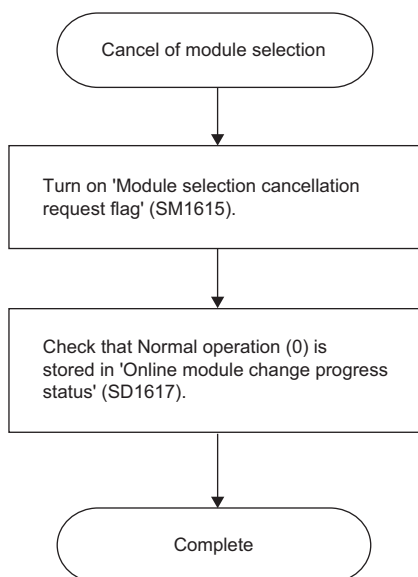 Cancel of module selection
Turn on 'Module selection cancellation
request flag' (SM1615).
Check that Normal operation (0) is
stored in 'Online module change progress
status' (SD1617).
Complete